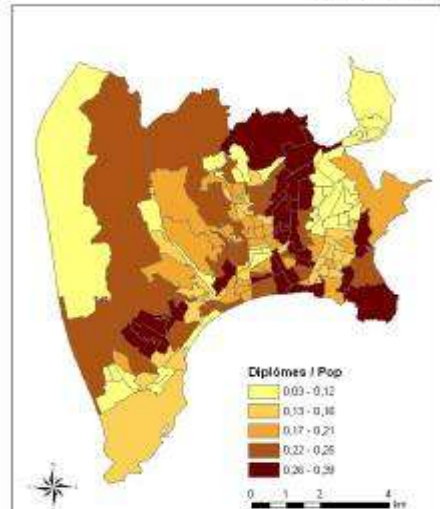 Diplômes / Pop
0,03 - 0,12
0,13 - 0,16
0,17 - 0,21
0,22 - 0,25
0,26 - 0,39
0 1 2 4
km